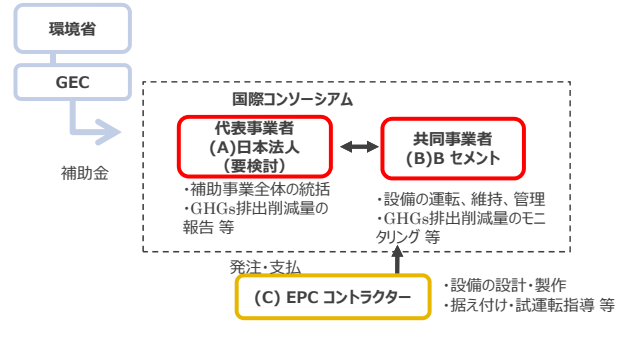 環境省
GEC
補助金
国際コンソーシアム
代表事業者
(A)日本法人
(要検討)
・補助事業全体の統括
・GHGs排出削減量の
報告 等
共同事業者
(B)B セメント
・設備の運転、維持、管理
・GHGs排出削減量のモニ
タリング 等
発注・支払
(C) EPC コントラクター
・設備の設計・製作
・据え付け・試運転指導 等